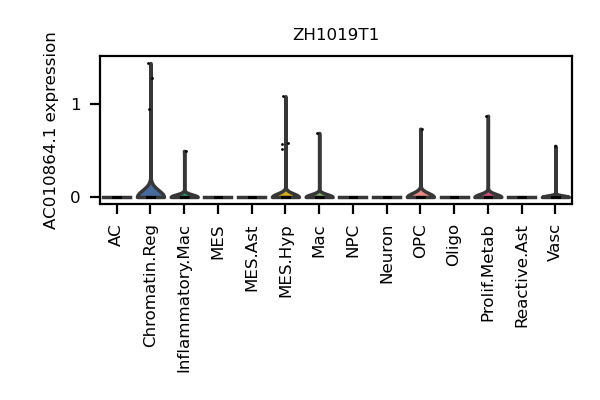 ZH1019T1
AC010864.1 expression
1
0
AC
Chromatin.Reg
Inflammatory.Mac
MES
MES.Ast
MES.Hyp
Mac
NPC
Neuron
OPC
Oligo
Prolif.Metab
Reactive.Ast
Vasc